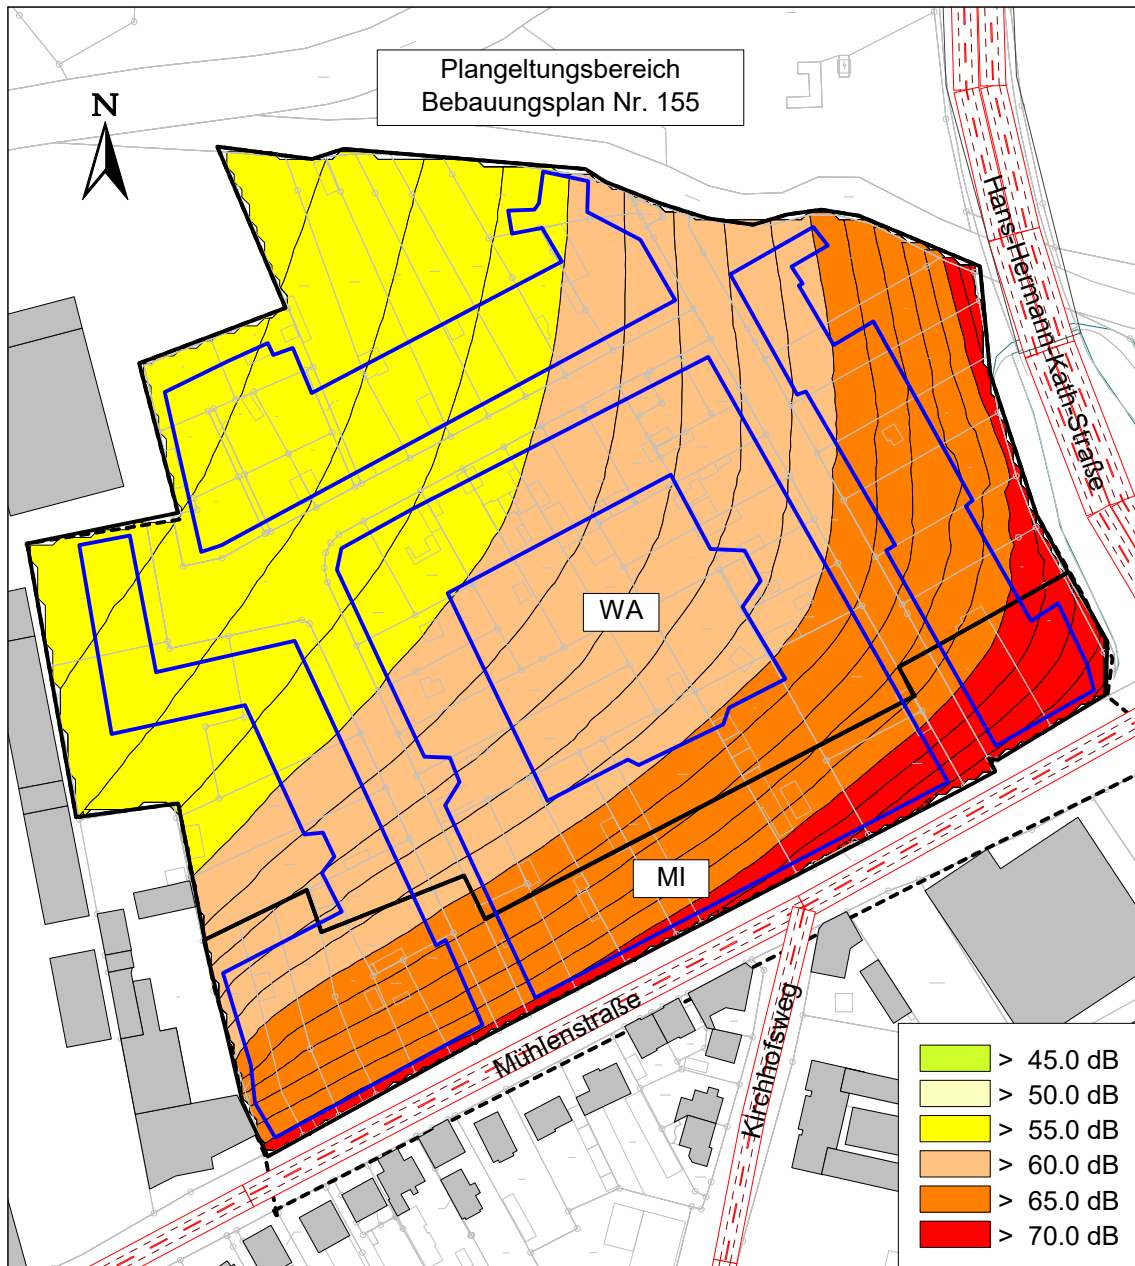 Plangeltungsbereich
Bebauungsplan Nr. 155
N
Hans-Hermann-Kath-Straße
WA
MI
Mühlenstraße
Kirchhofsweg
> 45.0 dB
> 50.0 dB
> 55.0 dB
> 60.0 dB
> 65.0 dB
> 70.0 dB